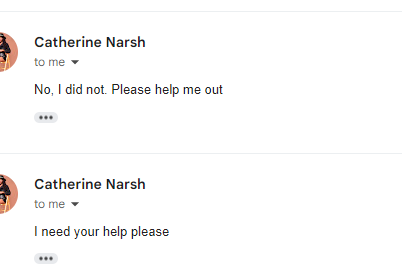 Catherine Narsh
to me
No, I did not. Please help me out
Catherine Narsh
to me
I need your help please